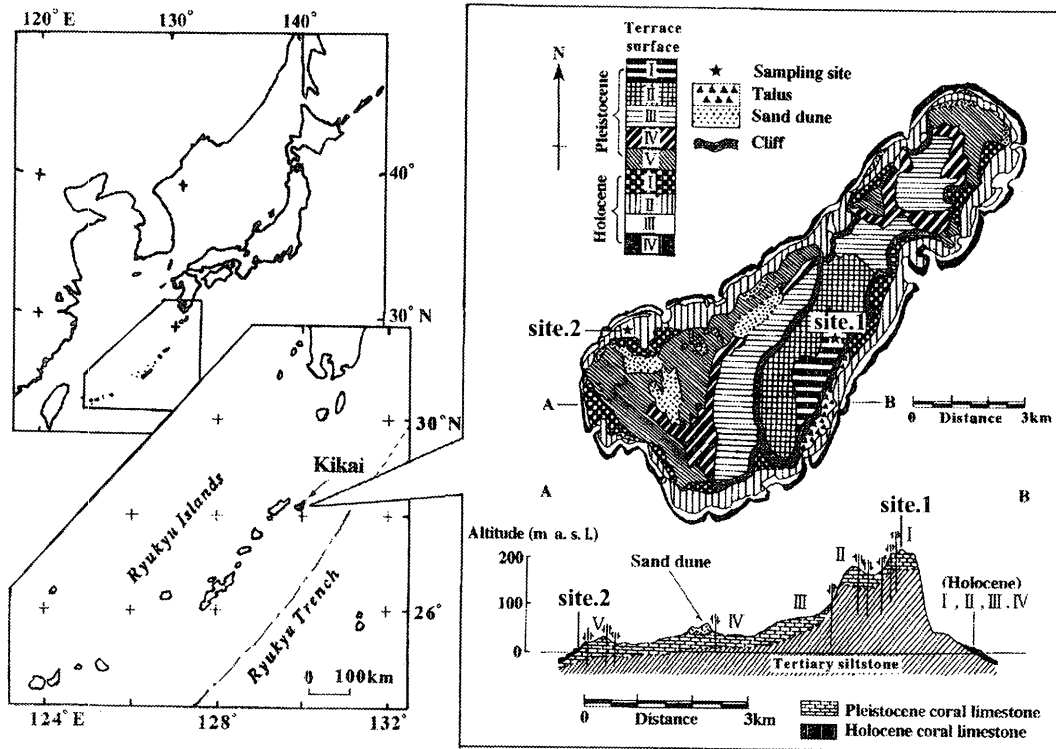 120° E 130° 140°
40°
30° N
30° N
Kikai
Ryukyu Islands
Ryukyu Trench
26°
0 100km
124° E 128° 132°
N
Terrace
surface
Pleistocene
I
II
III
IV
V
Holocene
I
II
III
IV
Sampling site
Talus
Sand dune
Cliff
site.1
site.2
A
B
0 3km
Distance
A
B
Altitude (m a. s. l.)
200
100
0
site.1
I
II
Sand dune
III
(Holocene)
I , II , III . IV
site.2
V
IV
Tertiary siltstone
0 3km
Distance
Pleistocene coral limestone
Holocene coral limestone